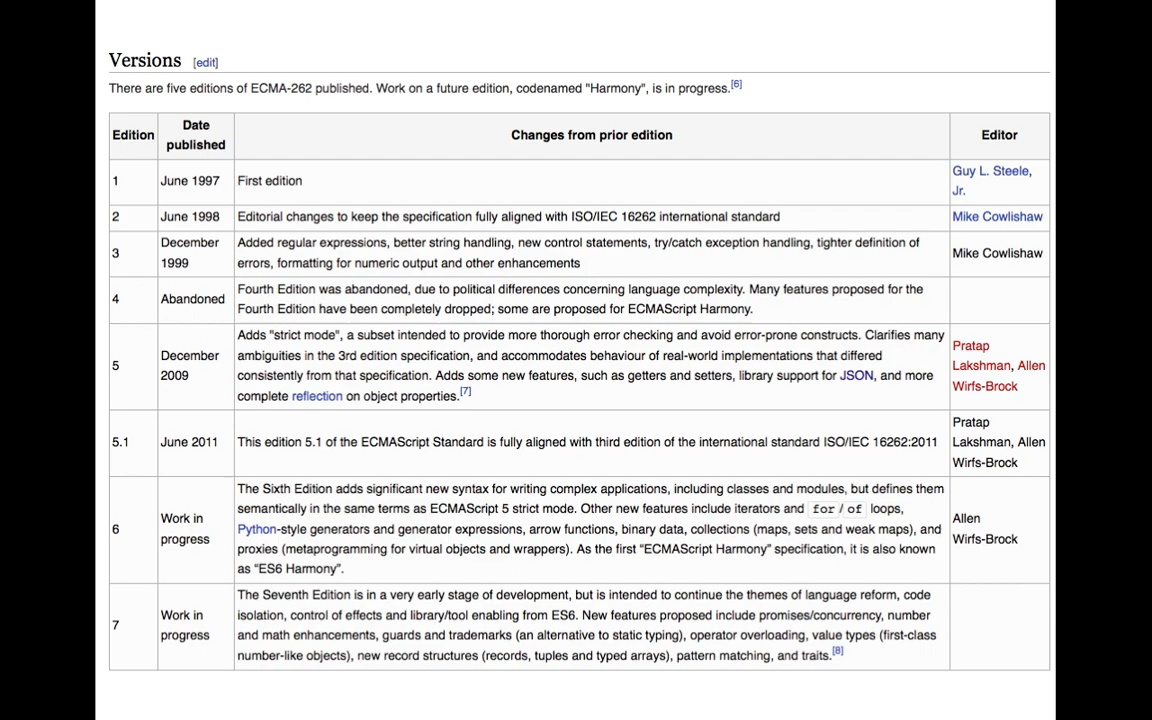 Versions [edit]
There are five editions of ECMA-262 published. Work on a future edition, codenamed "Harmony", is in progress.[6]
Edition
Date
published
Changes from prior edition
Editor
1
June 1997
First edition
Guy L. Steele,
Jr.
2
June 1998
Editorial changes to keep the specification fully aligned with ISO/IEC 16262 international standard
Mike Cowlishaw
3
December
1999
Added regular expressions, better string handling, new control statements, try/catch exception handling, tighter definition of
errors, formatting for numeric output and other enhancements
Mike Cowlishaw
4
Abandoned
Fourth Edition was abandoned, due to political differences concerning language complexity. Many features proposed for the
Fourth Edition have been completely dropped; some are proposed for ECMAScript Harmony.
5
December
2009
Adds "strict mode", a subset intended to provide more thorough error checking and avoid error-prone constructs. Clarifies many
ambiguities in the 3rd edition specification, and accommodates behaviour of real-world implementations that differed
consistently from that specification. Adds some new features, such as getters and setters, library support for JSON, and more
complete reflection on object properties.[7]
Pratap
Lakshman, Allen
Wirfs-Brock
5.1
June 2011
This edition 5.1 of the ECMAScript Standard is fully aligned with third edition of the international standard ISO/IEC 16262:2011
Pratap
Lakshman, Allen
Wirfs-Brock
6
Work in
progress
The Sixth Edition adds significant new syntax for writing complex applications, including classes and modules, but defines them
semantically in the same terms as ECMAScript 5 strict mode. Other new features include iterators and for / of loops,
Python-style generators and generator expressions, arrow functions, binary data, collections (maps, sets and weak maps), and
proxies (metaprogramming for virtual objects and wrappers). As the first "ECMAScript Harmony" specification, it is also known
as "ES6 Harmony".
Allen
Wirfs-Brock
7
Work in
progress
The Seventh Edition is in a very early stage of development, but is intended to continue the themes of language reform, code
isolation, control of effects and library/tool enabling from ES6. New features proposed include promises/concurrency, number
and math enhancements, guards and trademarks (an alternative to static typing), operator overloading, value types (first-class
number-like objects), new record structures (records, tuples and typed arrays), pattern matching, and traits.[8]